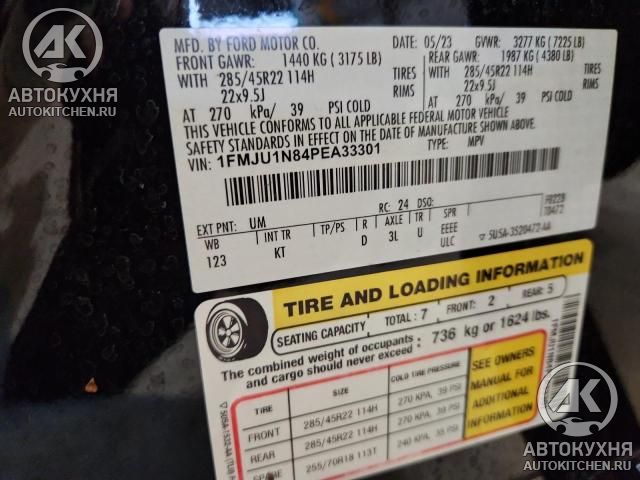 MFD. BY FORD MOTOR CO.
DATE: 05/23 GVWR: 3277 KG (7225 LB)
FRONT GAWR: 1440 KG (3175 LB)
REAR GAWR: 1987 KG (4380 LB)
WITH 285/45R22 114H TIRES
22x9.5J RIMS
WITH 285/45R22 114H TIRES
22x9.5J RIMS
AT 270 kPa/ 39 PSI COLD
AT 270 kPa/ 39 PSI COLD
THIS VEHICLE CONFORMS TO ALL APPLICABLE FEDERAL MOTOR VEHICLE
SAFETY STANDARDS IN EFFECT ON THE DATE OF MANUFACTURE SHOWN ABOVE.
VIN: 1FMJU1N84PEA33301
TYPE: MPV
EXT PNT: UM RC: 24
WB INT TR TP/PS R AXLE TR SPR
123 KT D 3L U EEEE
ULC
▽ 5U5A-3520472-AA
TIRE AND LOADING INFORMATION
SEATING CAPACITY TOTAL: 7 FRONT: 2 REAR: 5
The combined weight of occupants
and cargo should never exceed : 736 kg or 1624 lbs.
TIRE SIZE COLD TIRE PRESSURE
FRONT 285/45R22 114H 270 KPA, 39 PSI
REAR 285/45R22 114H 270 KPA, 39 PSI
SPARE 255/70R18 113T 240 KPA, 35 PSI
SEE OWNERS
MANUAL FOR
ADDITIONAL
INFORMATION
АВТОКУХНЯ
AUTOKITCHEN.RU
АВТОКУХНЯ
AUTOKITCHEN.RU